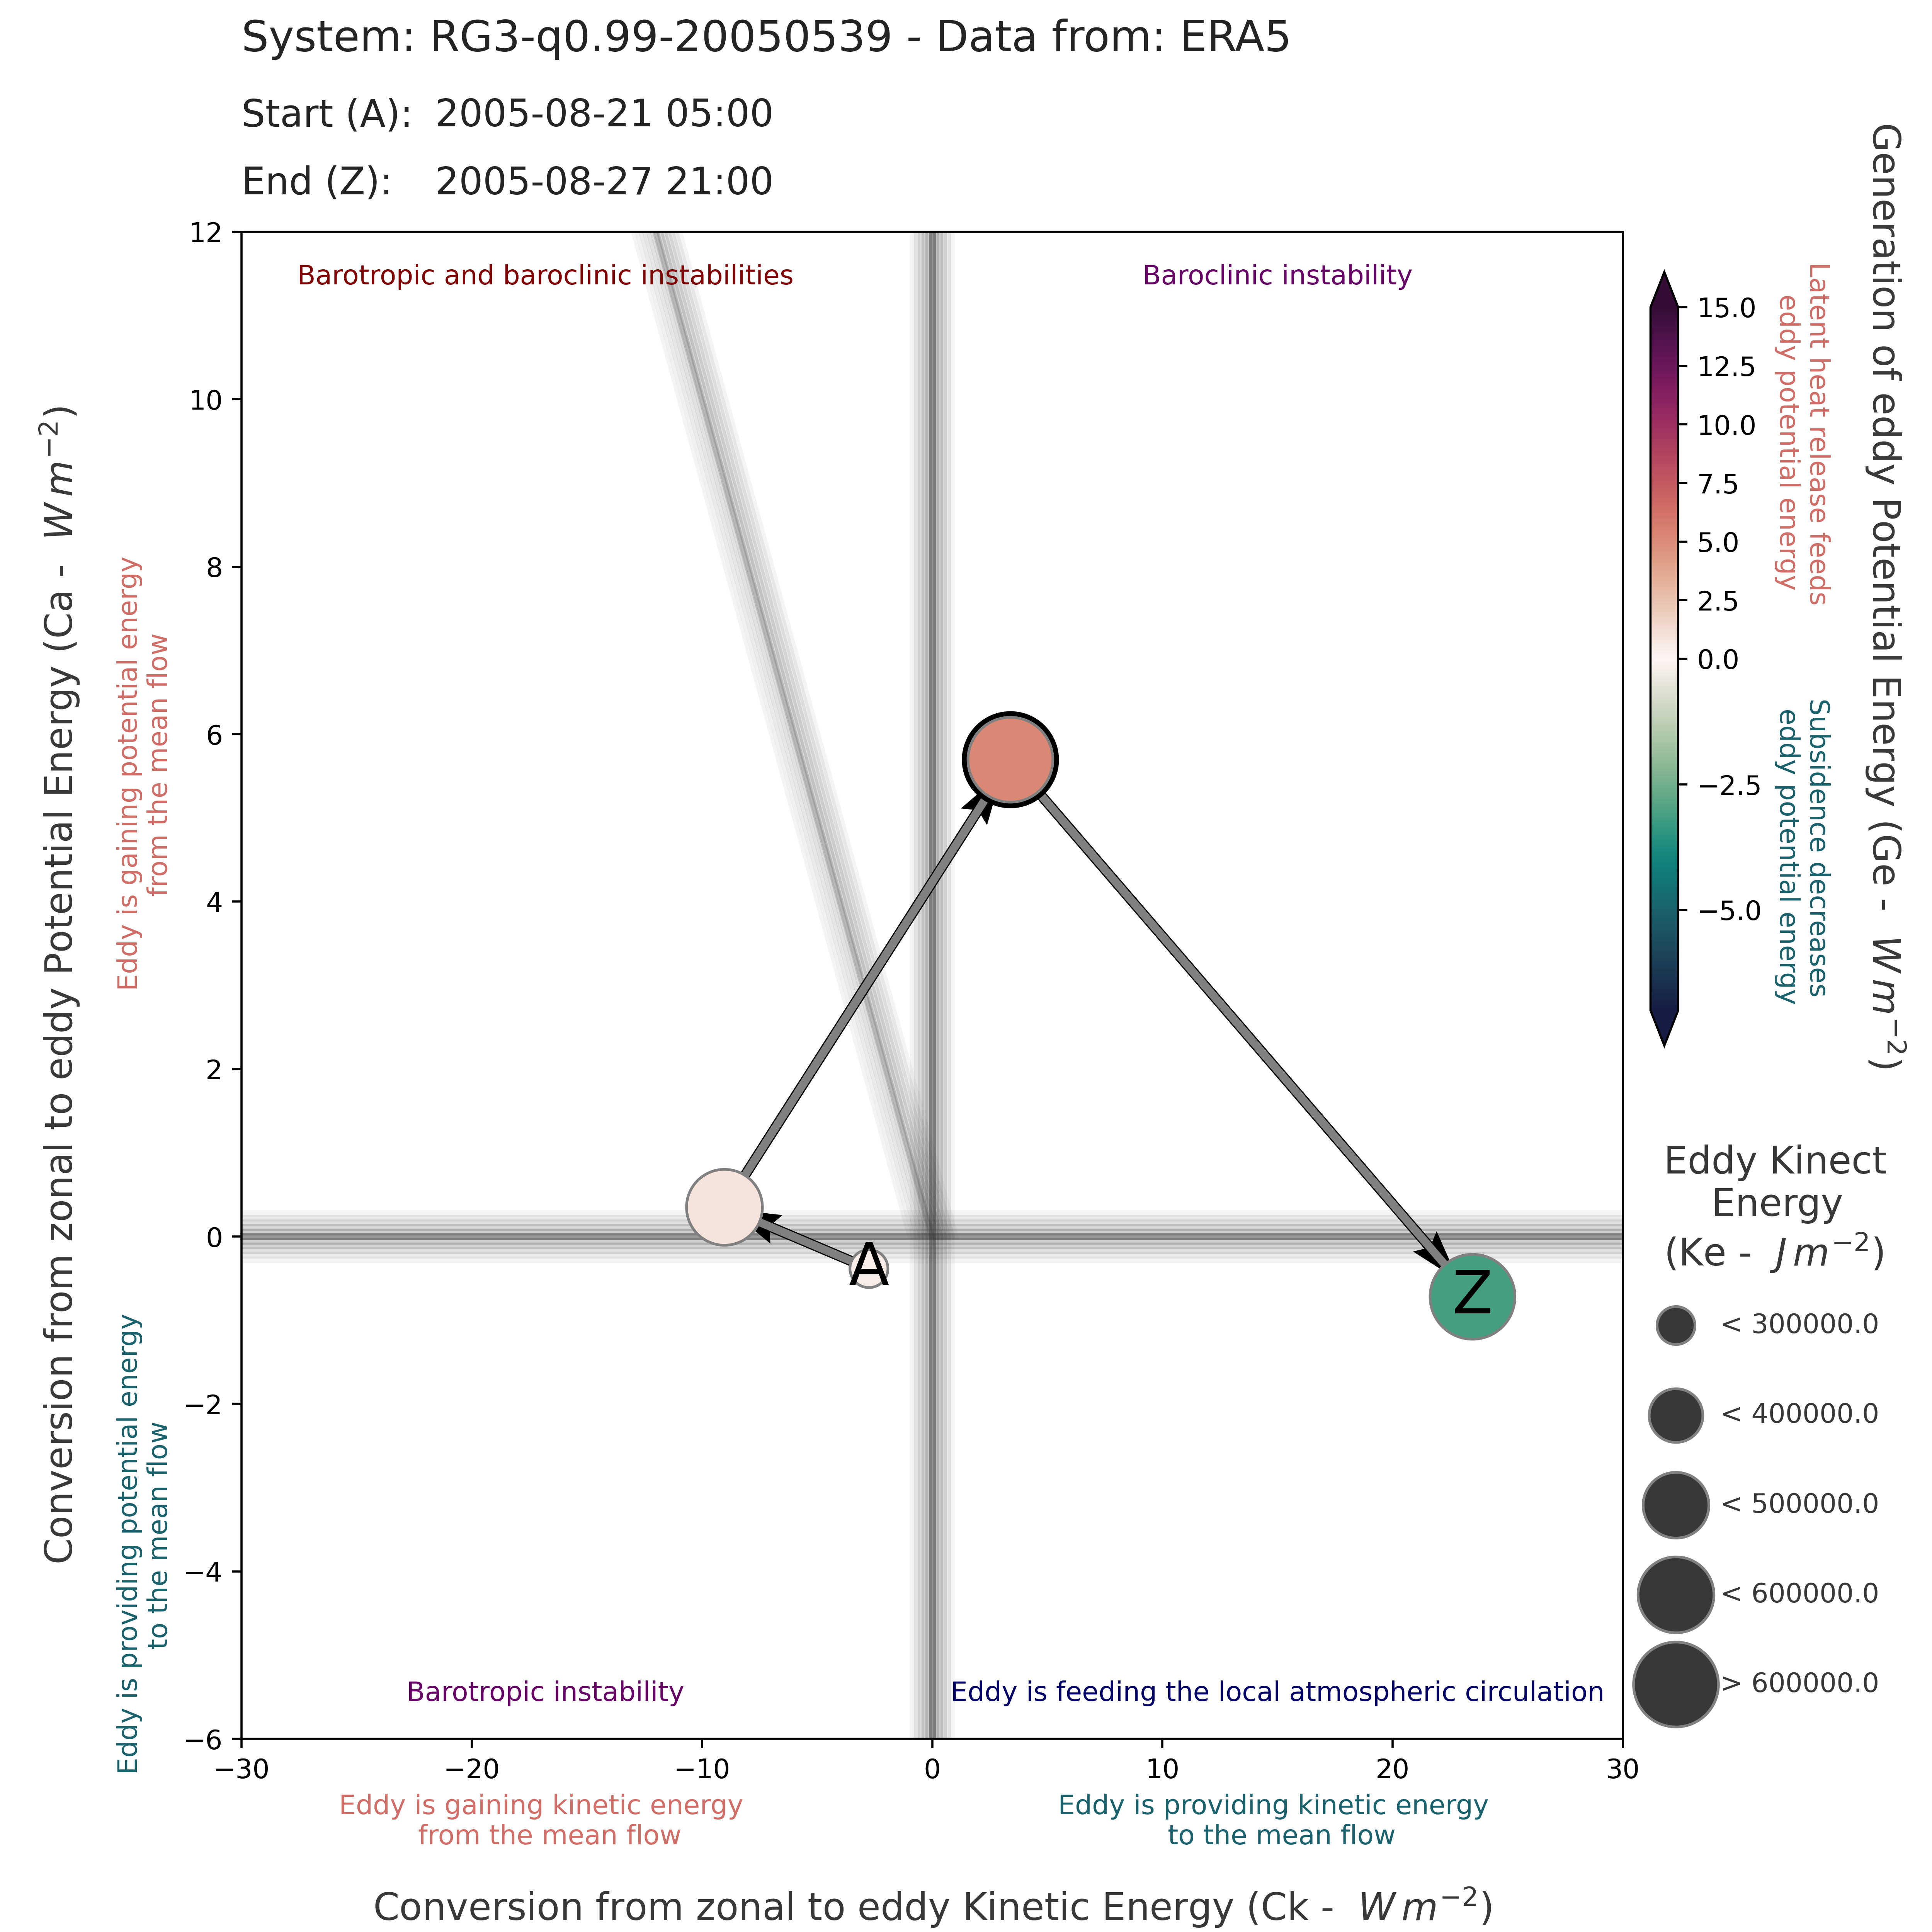 System: RG3-q0.99-20050539 - Data from: ERA5
Start (A): 2005-08-21 05:00
End (Z): 2005-08-27 21:00
Conversion from zonal to eddy Potential Energy (Ca - W m⁻²)
Eddy is gaining potential energy
from the mean flow
Eddy is providing potential energy
to the mean flow
12
10
8
6
4
2
0
−2
−4
−6
Barotropic and baroclinic instabilities
Baroclinic instability
A
Z
Barotropic instability
Eddy is feeding the local atmospheric circulation
−30
−20
−10
0
10
20
30
Eddy is gaining kinetic energy
from the mean flow
Eddy is providing kinetic energy
to the mean flow
Conversion from zonal to eddy Kinetic Energy (Ck - W m⁻²)
15.0
12.5
10.0
7.5
5.0
2.5
0.0
−2.5
−5.0
Latent heat release feeds
eddy potential energy
Subsidence decreases
eddy potential energy
Generation of eddy Potential Energy (Ge - W m⁻²)
Eddy Kinect
Energy
(Ke - J m⁻²)
< 300000.0
< 400000.0
< 500000.0
< 600000.0
> 600000.0